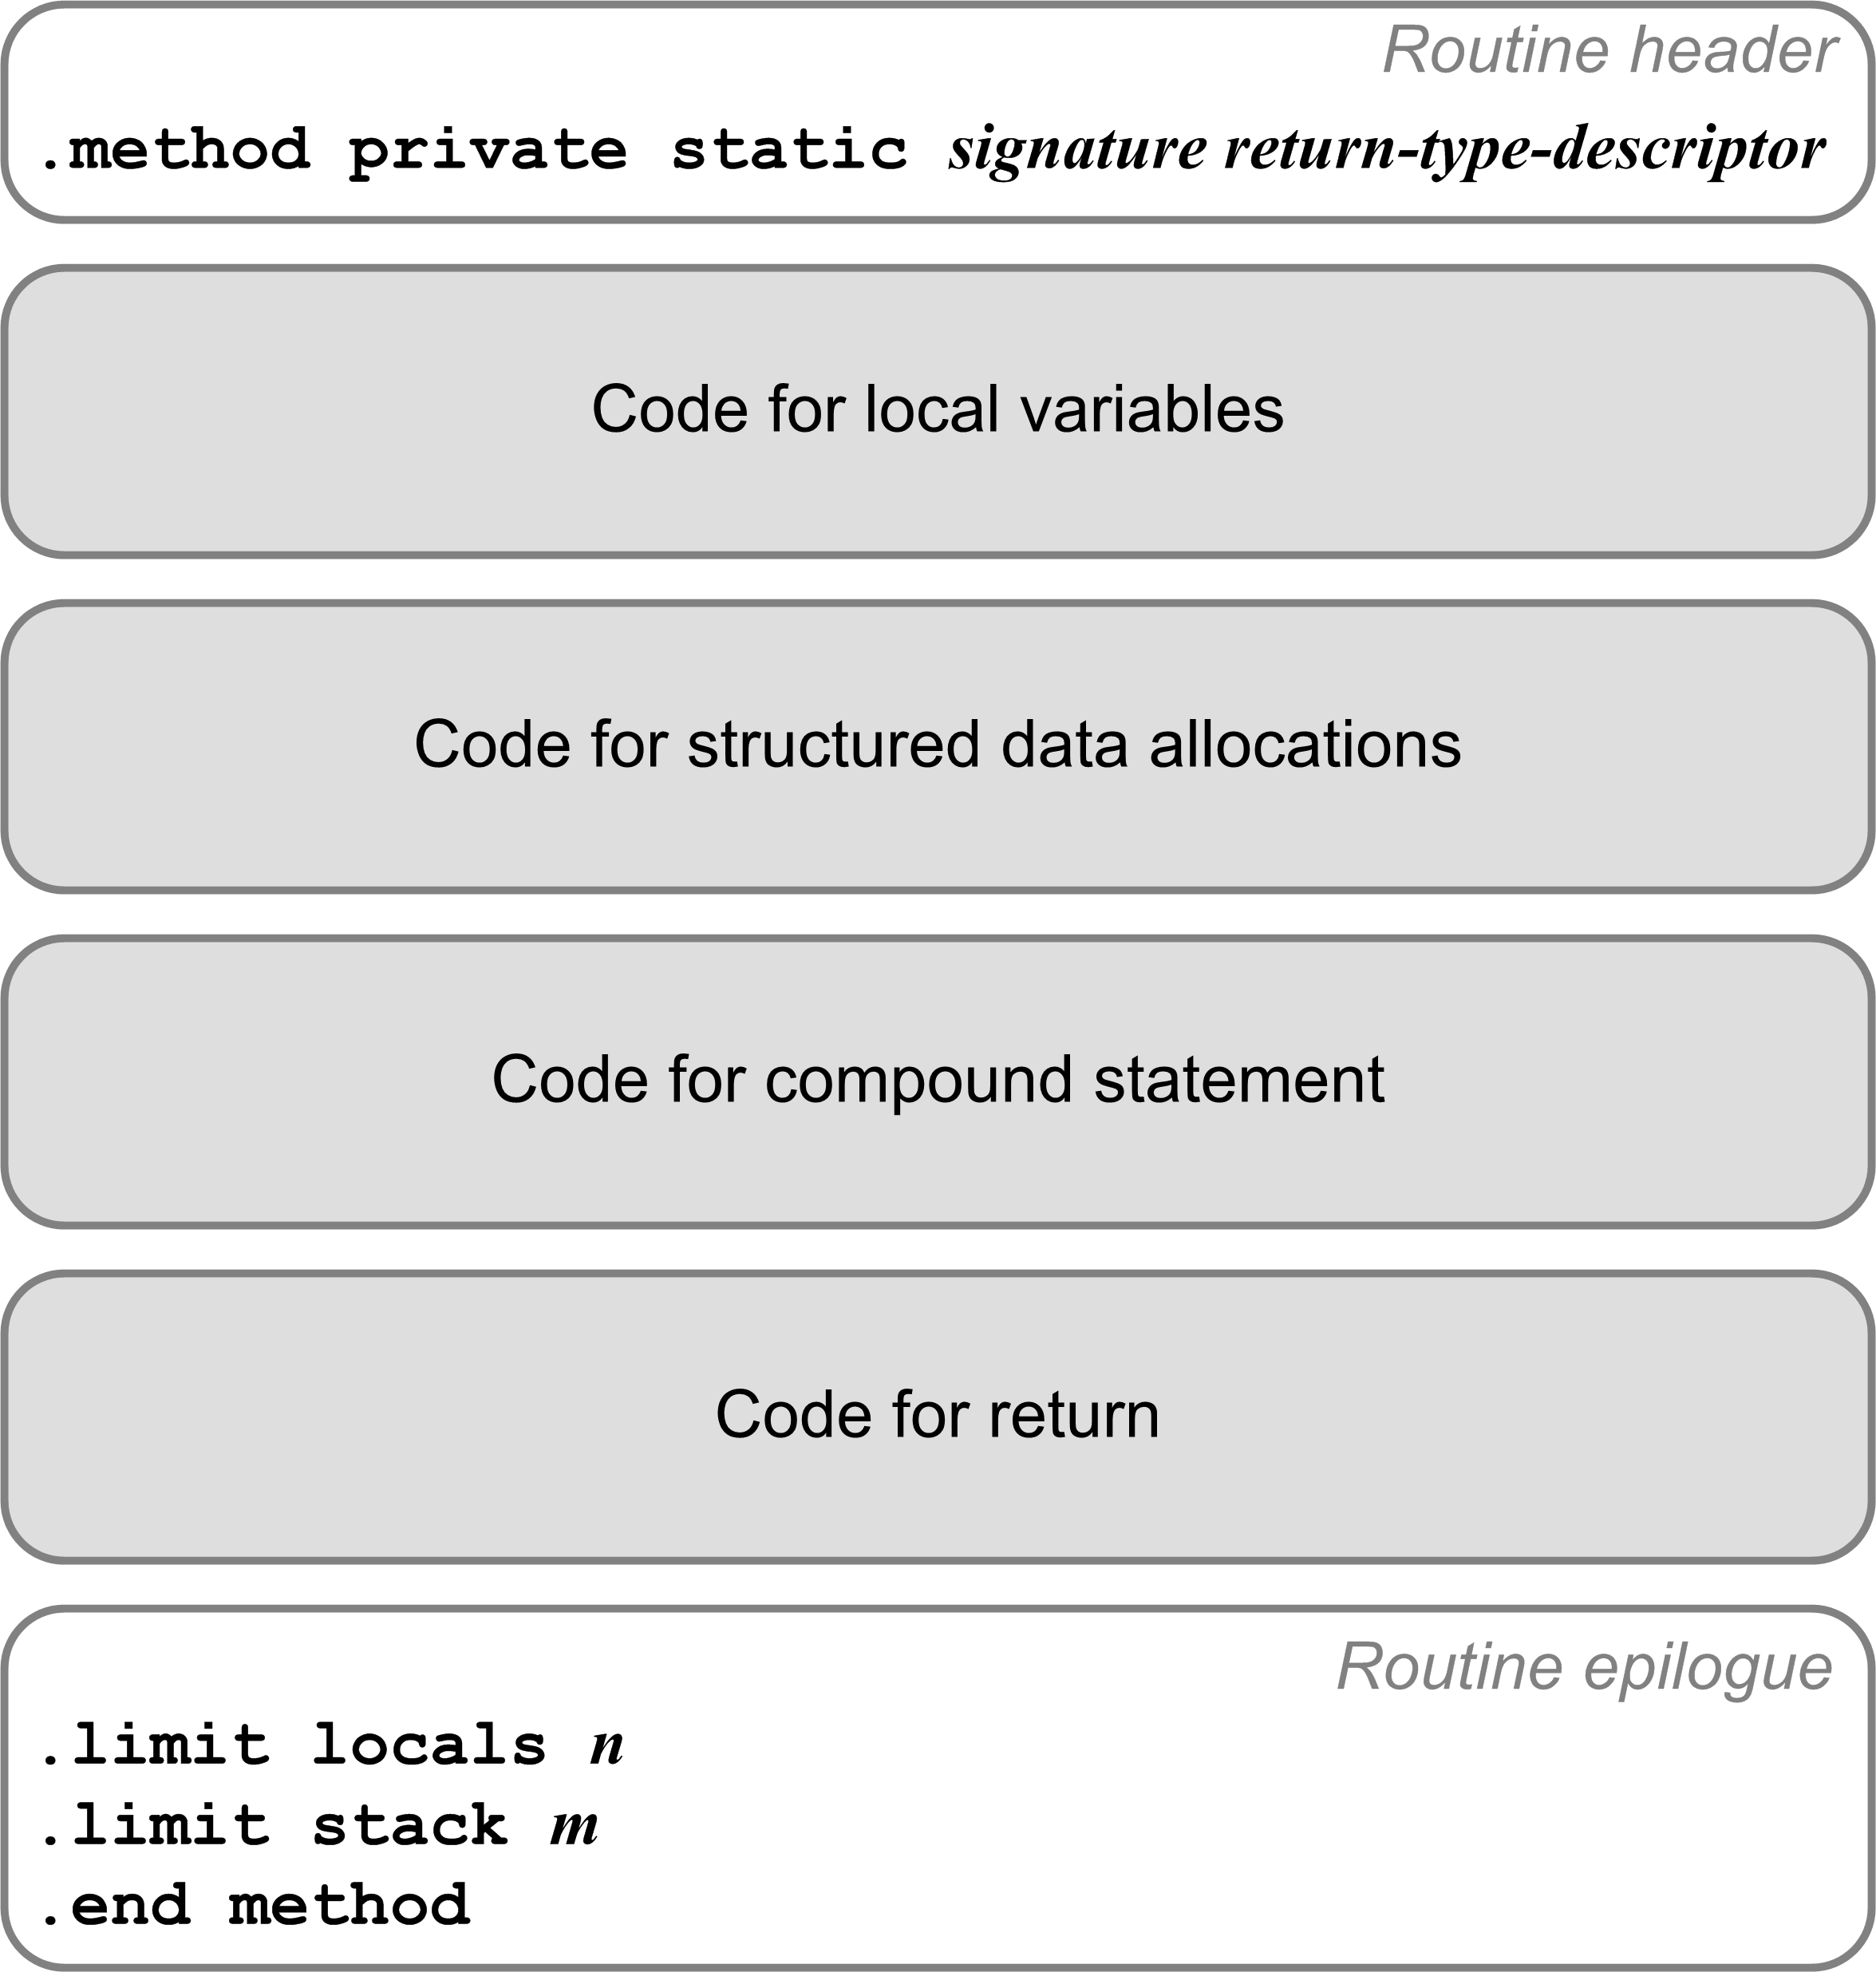 Routine header
.method private static signature return-type-descriptor
Code for local variables
Code for structured data allocations
Code for compound statement
Code for return
Routine epilogue
.limit locals n
.limit stack m
.end method